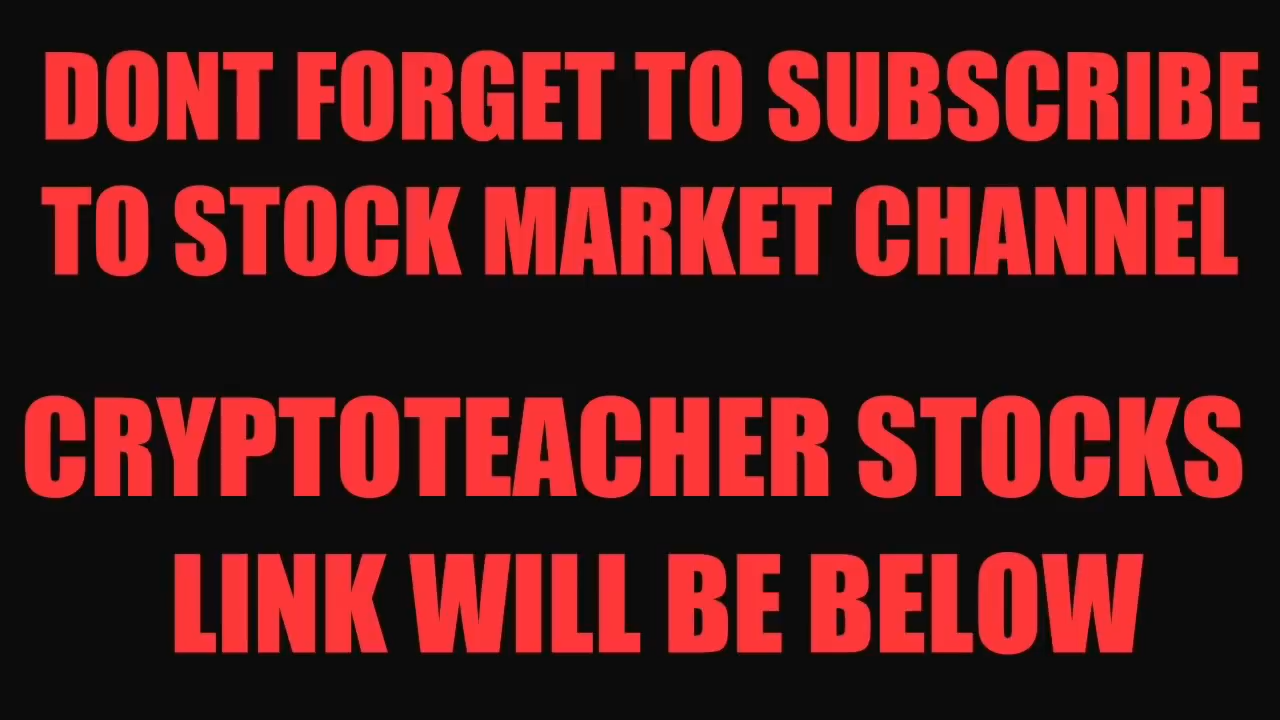 DONT FORGET TO SUBSCRIBE
TO STOCK MARKET CHANNEL
CRYPTOTEACHER STOCKS
LINK WILL BE BELOW